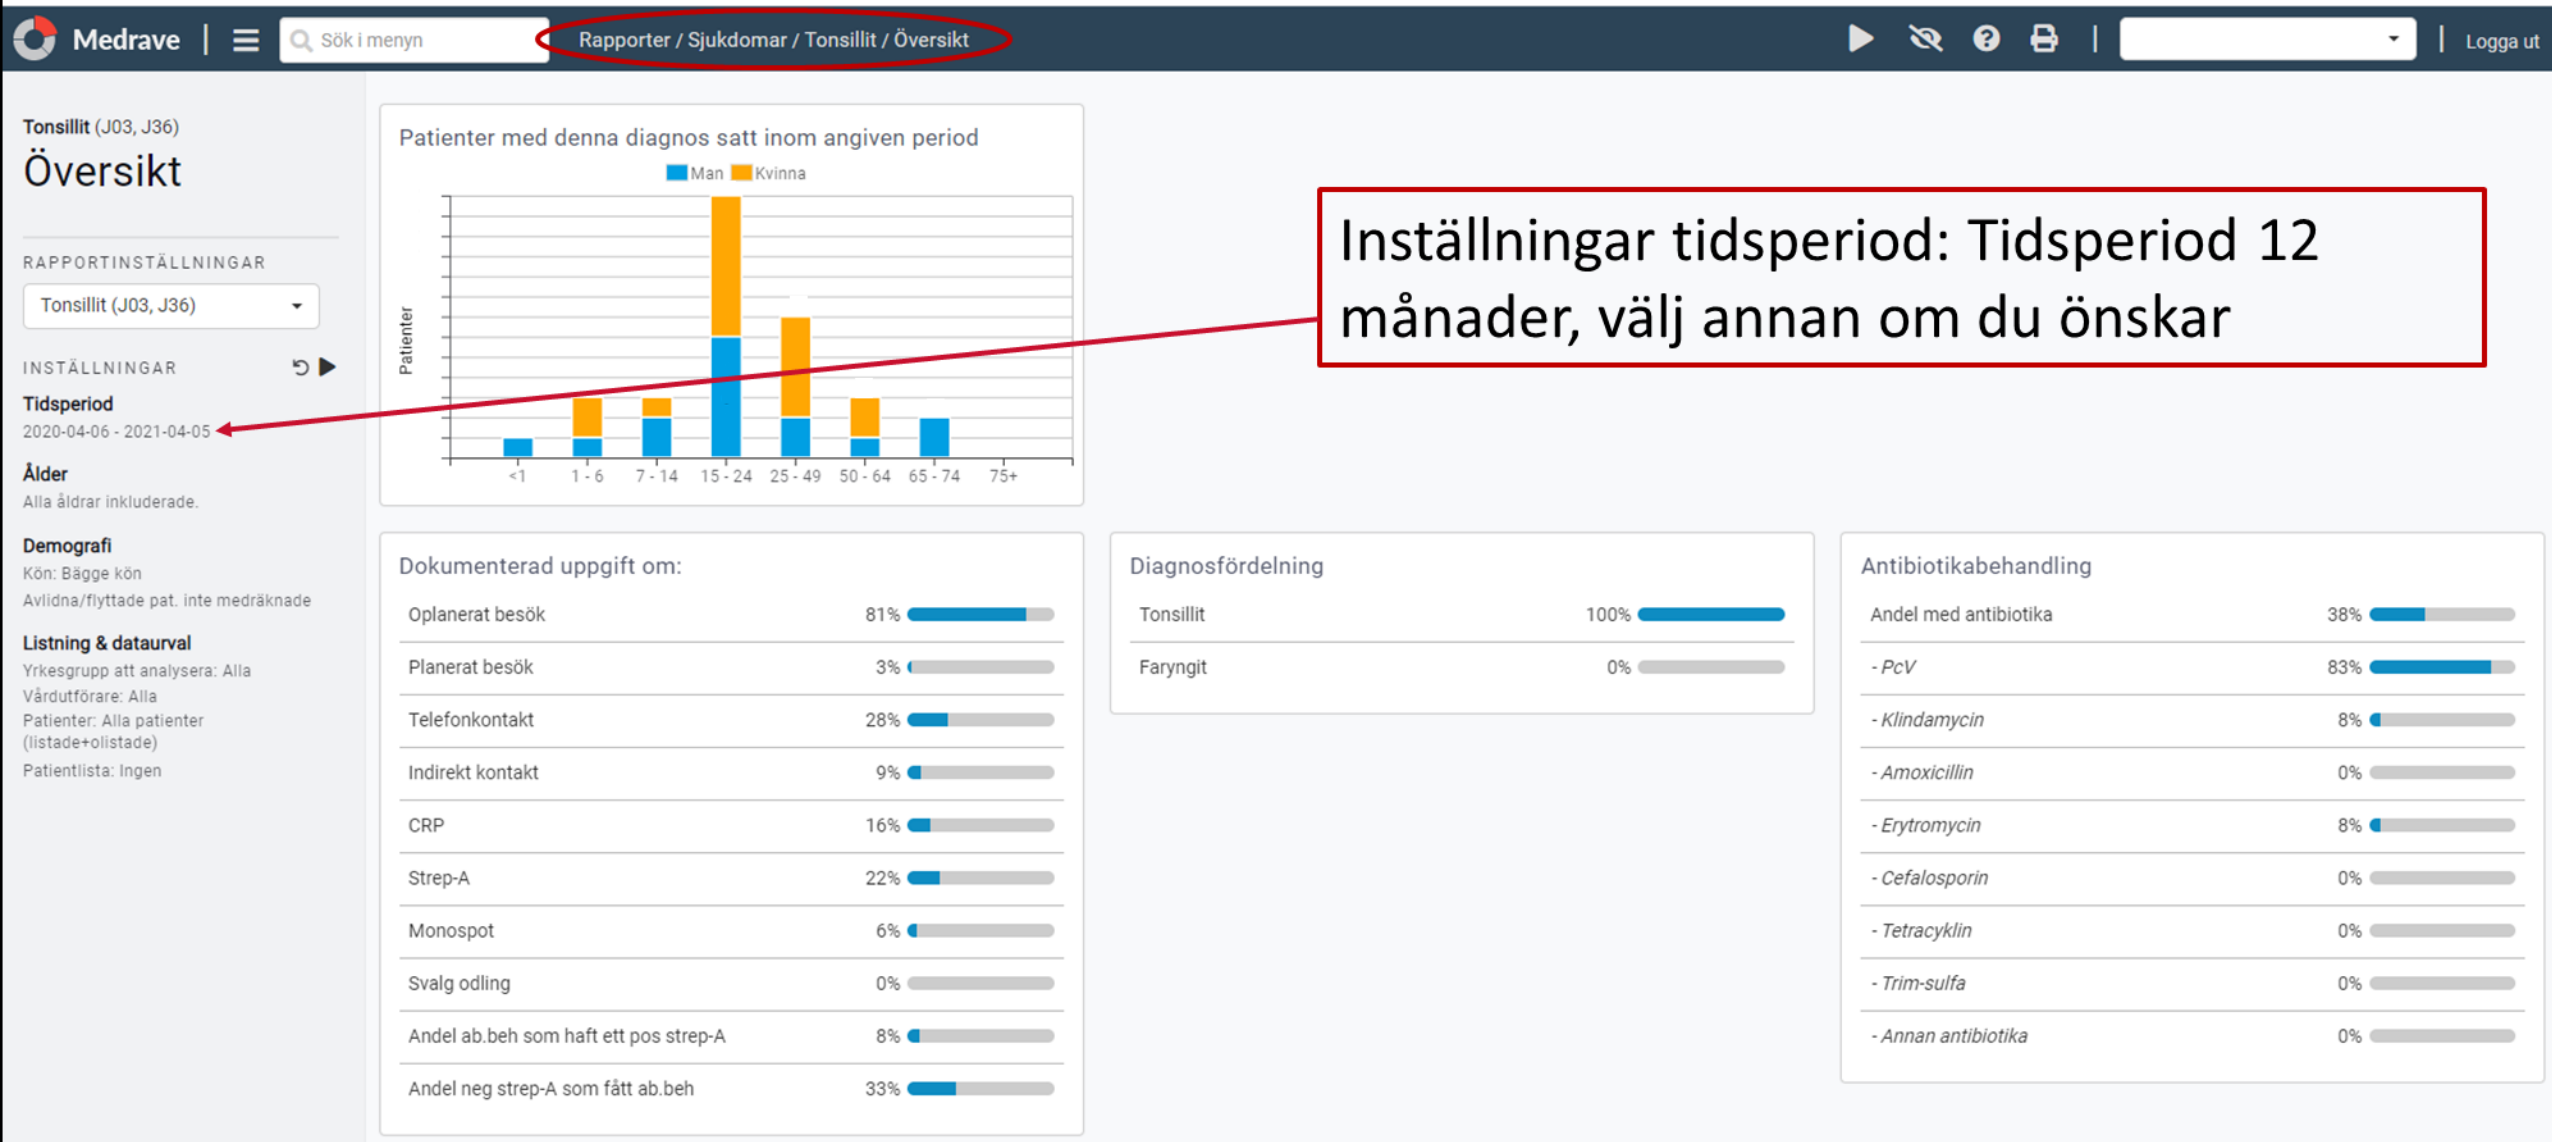 Medrave
Sök i menyn
Rapporter / Sjukdomar / Tonsillit / Översikt
Logga ut
Tonsillit (J03, J36)
Översikt
RAPPORTINSTÄLLNINGAR
Tonsillit (J03, J36)
INSTÄLLNINGAR
Tidsperiod
2020-04-06 - 2021-04-05
Ålder
Alla åldrar inkluderade.
Demografi
Kön: Bägge kön
Avlidna/flyttade pat. inte medräknade
Listning & dataurval
Yrkesgrupp att analysera: Alla
Vårdutförare: Alla
Patienter: Alla patienter
(listade+olistade)
Patientlista: Ingen
Patienter med denna diagnos satt inom angiven period
Man Kvinna
Patienter
<1 1 - 6 7 - 14 15 - 24 25 - 49 50 - 64 65 - 74 75+
Inställningar tidsperiod: Tidsperiod 12
månader, välj annan om du önskar
Dokumenterad uppgift om:
Oplanerat besök 81%
Planerat besök 3%
Telefonkontakt 28%
Indirekt kontakt 9%
CRP 16%
Strep-A 22%
Monospot 6%
Svalg odling 0%
Andel ab.beh som haft ett pos strep-A 8%
Andel neg strep-A som fått ab.beh 33%
Diagnosfördelning
Tonsillit 100%
Faryngit 0%
Antibiotikabehandling
Andel med antibiotika 38%
- PcV 83%
- Klindamycin 8%
- Amoxicillin 0%
- Erytromycin 8%
- Cefalosporin 0%
- Tetracyklin 0%
- Trim-sulfa 0%
- Annan antibiotika 0%